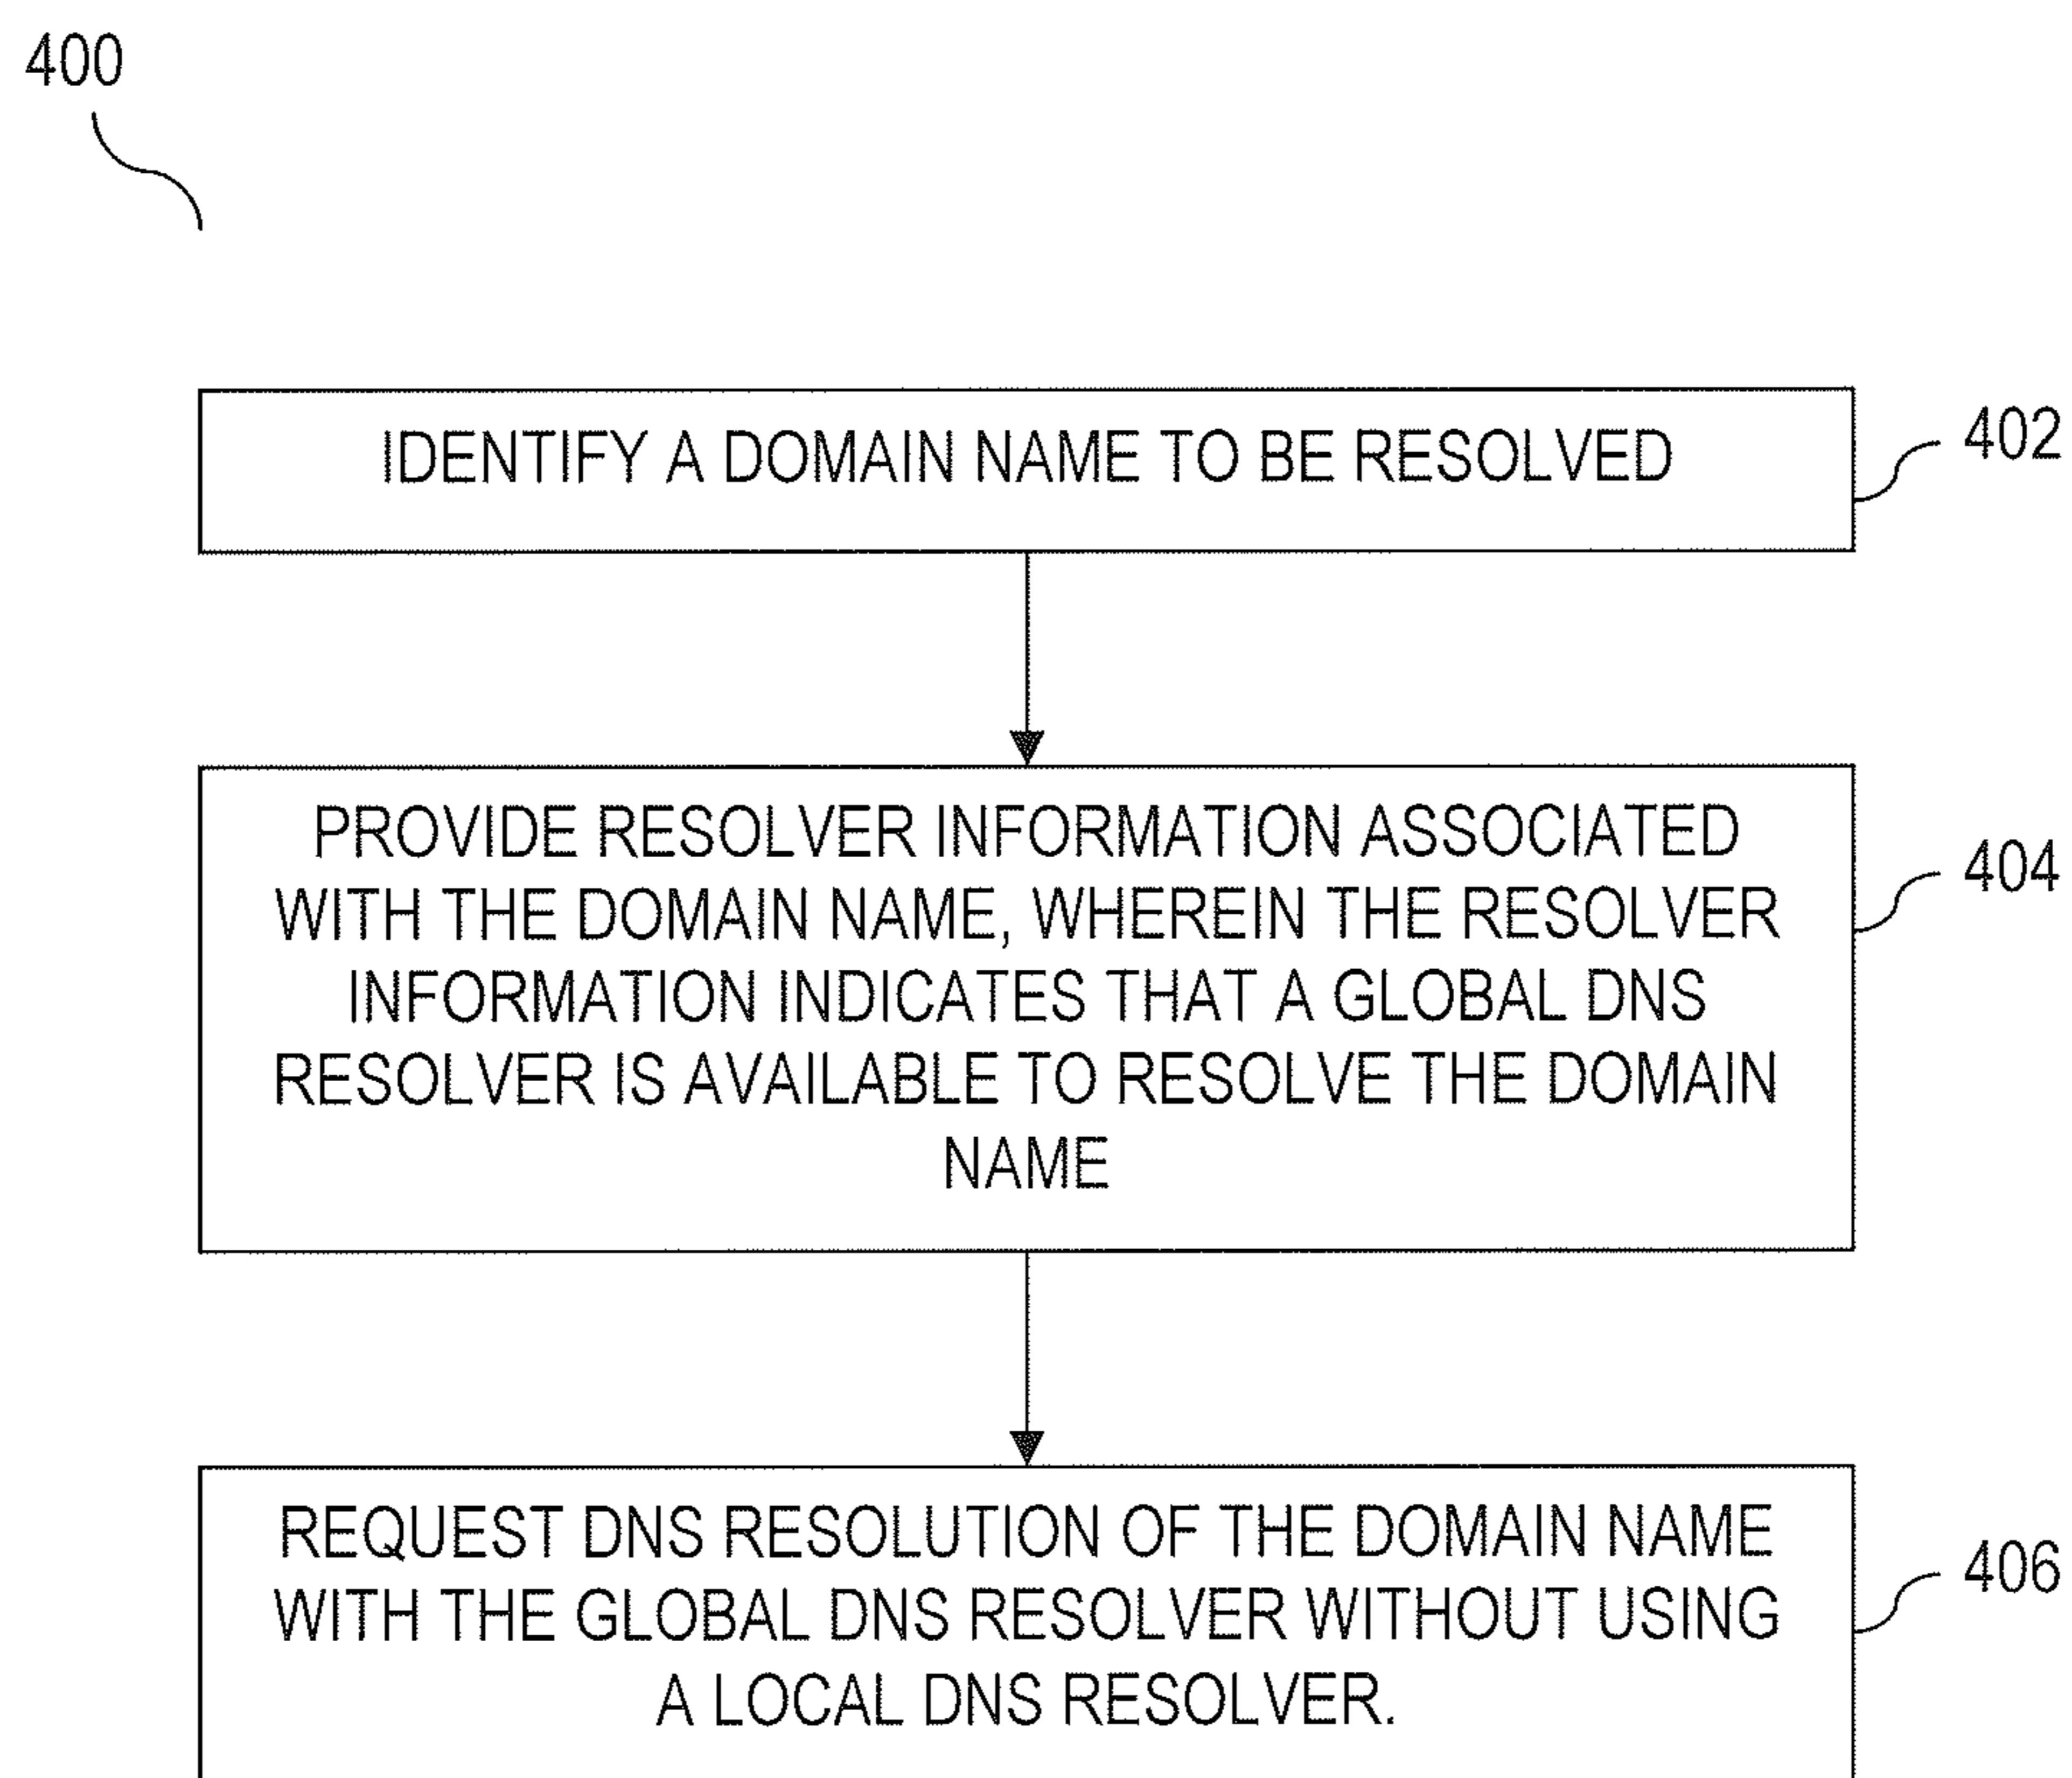 400
IDENTIFY A DOMAIN NAME TO BE RESOLVED
402
PROVIDE RESOLVER INFORMATION ASSOCIATED
WITH THE DOMAIN NAME, WHEREIN THE RESOLVER
INFORMATION INDICATES THAT A GLOBAL DNS
RESOLVER IS AVAILABLE TO RESOLVE THE DOMAIN
NAME
404
REQUEST DNS RESOLUTION OF THE DOMAIN NAME
WITH THE GLOBAL DNS RESOLVER WITHOUT USING
A LOCAL DNS RESOLVER.
406